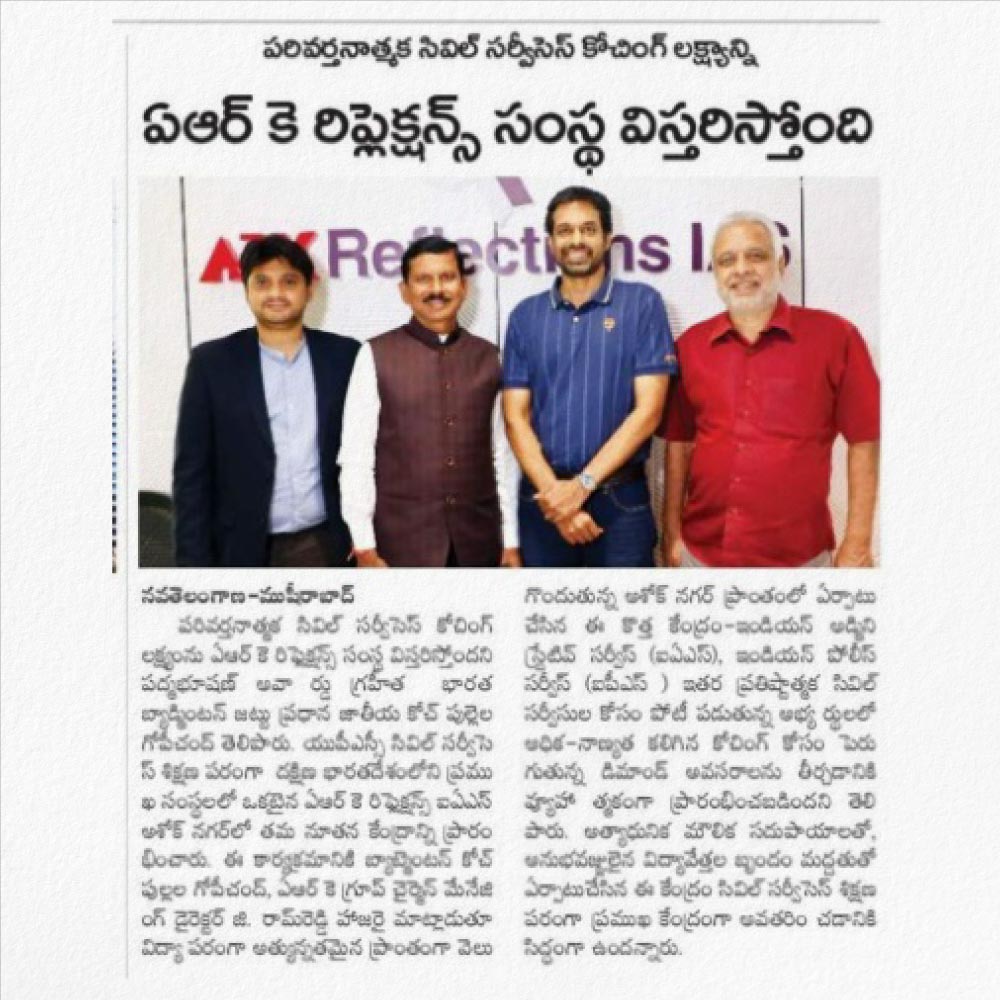 పరివర్తనాత్మక సివిల్ సర్వీసెస్ కోచింగ్ లక్ష్యాన్ని
ఏఆర్ కె రిఫ్లెక్షన్స్ సంస్థ విస్తరిస్తోంది
Reflections
నవతెలంగాణ-ముషీరాబాద్
పరివర్తనాత్మక సివిల్ సర్వీసెస్ కోచింగ్
లక్ష్యంను ఏఆర్ కె రిఫ్లెక్షన్స్ సంస్థ విస్తరిస్తోందని
పద్మభూషణ్ అవా ర్డు గ్రహీత భారత
బ్యాడ్మింటన్ జట్టు ప్రధాన జాతీయ కోచ్ పుల్లెల
గోపీచంద్ తెలిపారు. యుపీఎస్సీ సివిల్ సర్వీసె
స్ శిక్షణ పరంగా దక్షిణ భారతదేశంలోని ప్రము
ఖ సంస్థలలో ఒకటైన ఏఆర్ కె రిఫ్లెక్షన్స్ ఐఏఎస్
అశోక్ నగర్‌లో తమ నూతన కేంద్రాన్ని ప్రారం
భించారు. ఈ కార్యక్రమానికి బ్యాట్మెంటన్ కోచ్
పుల్లల గోపీచంద్, ఏఆర్ కె గ్రూప్ చైర్మెన్ మేనేజి
ంగ్ డైరెక్టర్ జి. రామ్‌రెడ్డి హాజరై మాట్లాడుతూ
విద్యా పరంగా అత్యున్నతమైన ప్రాంతంగా వెలు
గొందుతున్న అశోక్ నగర్ ప్రాంతంలో ఏర్పాటు
చేసిన ఈ కొత్త కేంద్రం-ఇండియన్ అడ్మిని
స్ట్రేటివ్ సర్వీస్ (ఐఏఎస్), ఇండియన్ పోలీస్
సర్వీస్ (ఐపీఎస్ ) ఇతర ప్రతిష్టాత్మక సివిల్
సర్వీసుల కోసం పోటీ పడుతున్న అభ్య ర్థులలో
అధిక-నాణ్యత కలిగిన కోచింగ్ కోసం పెరు
గుతున్న డిమాండ్ అవసరాలను తీర్చడానికి
వ్యూహా త్మకంగా ప్రారంభించబడిందని తెలి
పారు. అత్యాధునిక మౌలిక సదుపాయాలతో,
అనుభవజ్ఞులైన విద్యావేత్తల బృందం మద్దతుతో
ఏర్పాటుచేసిన ఈ కేంద్రం సివిల్ సర్వీసెస్ శిక్షణ
పరంగా ప్రముఖ కేంద్రంగా అవతరిం చడానికి
సిద్ధంగా ఉందన్నారు.